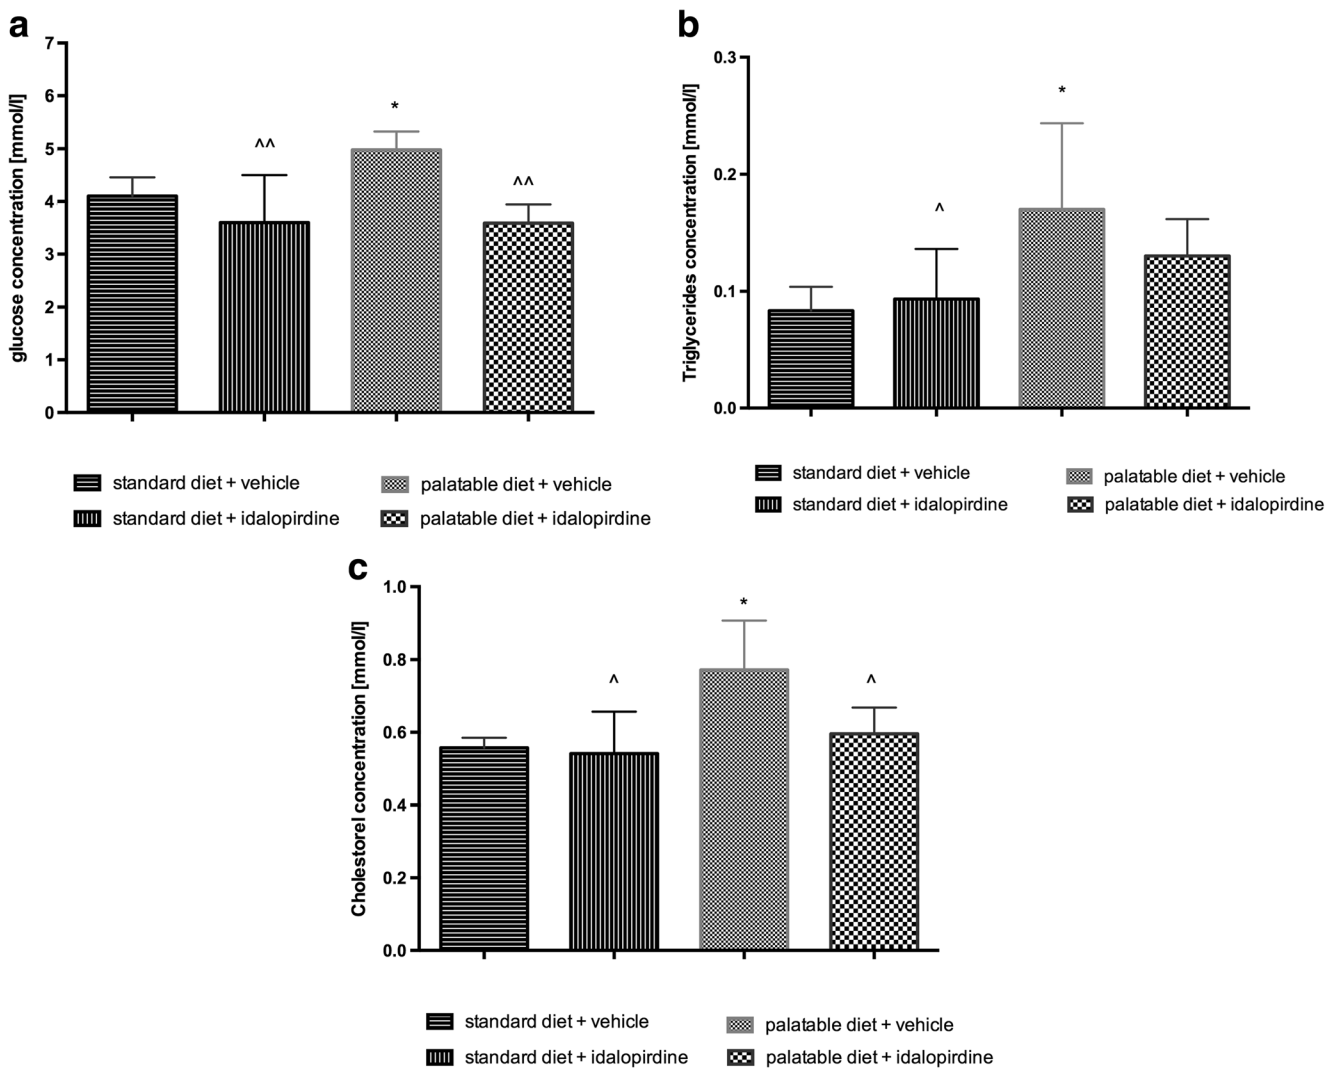 a
glucose concentration [mmol/l]
7
6
5
4
3
2
1
0
^^
*
^^
standard diet + vehicle
palatable diet + vehicle
standard diet + idalopirdine
palatable diet + idalopirdine
b
Triglycerides concentration [mmol/l]
0.3
0.2
0.1
0.0
^
*
standard diet + vehicle
palatable diet + vehicle
standard diet + idalopirdine
palatable diet + idalopirdine
c
Cholestorel concentration [mmol/l]
1.0
0.8
0.6
0.4
0.2
0.0
^
*
^
standard diet + vehicle
palatable diet + vehicle
standard diet + idalopirdine
palatable diet + idalopirdine